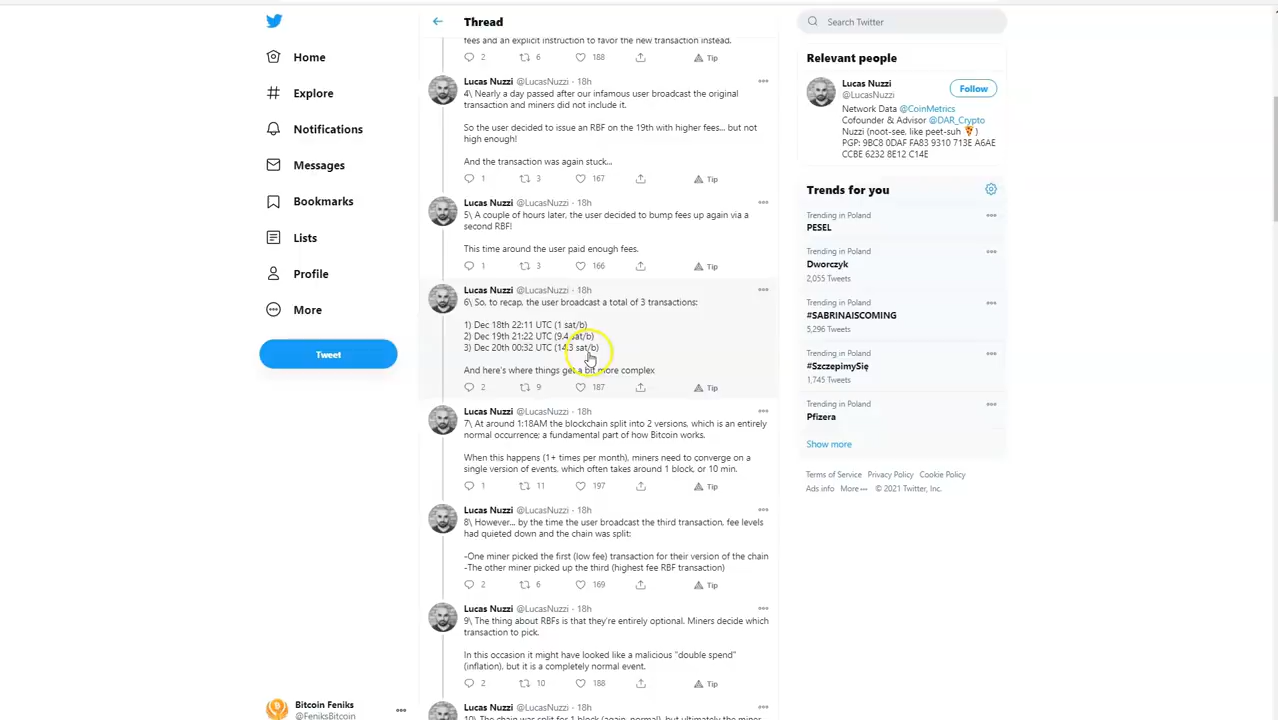 Home
Explore
Notifications
Messages
Bookmarks
Lists
Profile
More
Tweet
Bitcoin Feniks
@FeniksBitcoin
Thread
fees and an explicit instruction to favor the new transaction instead.
2 6 188 Tip
Lucas Nuzzi @LucasNuzzi · 18h
4\ Nearly a day passed after our infamous user broadcast the original
transaction and miners did not include it.
So the user decided to issue an RBF on the 19th with higher fees... but not
high enough!
And the transaction was again stuck...
1 3 167 Tip
Lucas Nuzzi @LucasNuzzi · 18h
5\ A couple of hours later, the user decided to bump fees up again via a
second RBF!
This time around the user paid enough fees.
1 3 166 Tip
Lucas Nuzzi @LucasNuzzi · 18h
6\ So, to recap, the user broadcast a total of 3 transactions:
1) Dec 18th 22:11 UTC (1 sat/b)
2) Dec 19th 21:22 UTC (9.4 sat/b)
3) Dec 20th 00:32 UTC (14.3 sat/b)
And here's where things get a bit more complex
2 9 187 Tip
Lucas Nuzzi @LucasNuzzi · 18h
7\ At around 1:18AM the blockchain split into 2 versions, which is an entirely
normal occurrence; a fundamental part of how Bitcoin works.
When this happens (1+ times per month), miners need to converge on a
single version of events, which often takes around 1 block, or 10 min.
1 11 197 Tip
Lucas Nuzzi @LucasNuzzi · 18h
8\ However... by the time the user broadcast the third transaction, fee levels
had quieted down and the chain was split:
-One miner picked the first (low fee) transaction for their version of the chain
-The other miner picked up the third (highest fee RBF transaction)
2 6 169 Tip
Lucas Nuzzi @LucasNuzzi · 18h
9\ The thing about RBFs is that they're entirely optional. Miners decide which
transaction to pick.
In this occasion it might have looked like a malicious "double spend"
(inflation), but it is a completely normal event.
2 10 188 Tip
Lucas Nuzzi @LucasNuzzi · 18h
10\ The chain was split for 1 block (again, normal), but ultimately the miner
Search Twitter
Relevant people
Lucas Nuzzi
@LucasNuzzi
Follow
Network Data @CoinMetrics
Cofounder & Advisor @DAR_Crypto
Nuzzi (noot-see, like peet-suh 🍕)
PGP: 9BC8 0DAF FA83 9310 713E A6AE
CCBE 6232 8E12 C14E
Trends for you
Trending in Poland
PESEL
Trending in Poland
Dworczyk
2,055 Tweets
Trending in Poland
#SABRINAISCOMING
5,296 Tweets
Trending in Poland
#SzczepimySię
1,745 Tweets
Trending in Poland
Pfizera
Show more
Terms of Service Privacy Policy Cookie Policy
Ads info More ••• © 2021 Twitter, Inc.